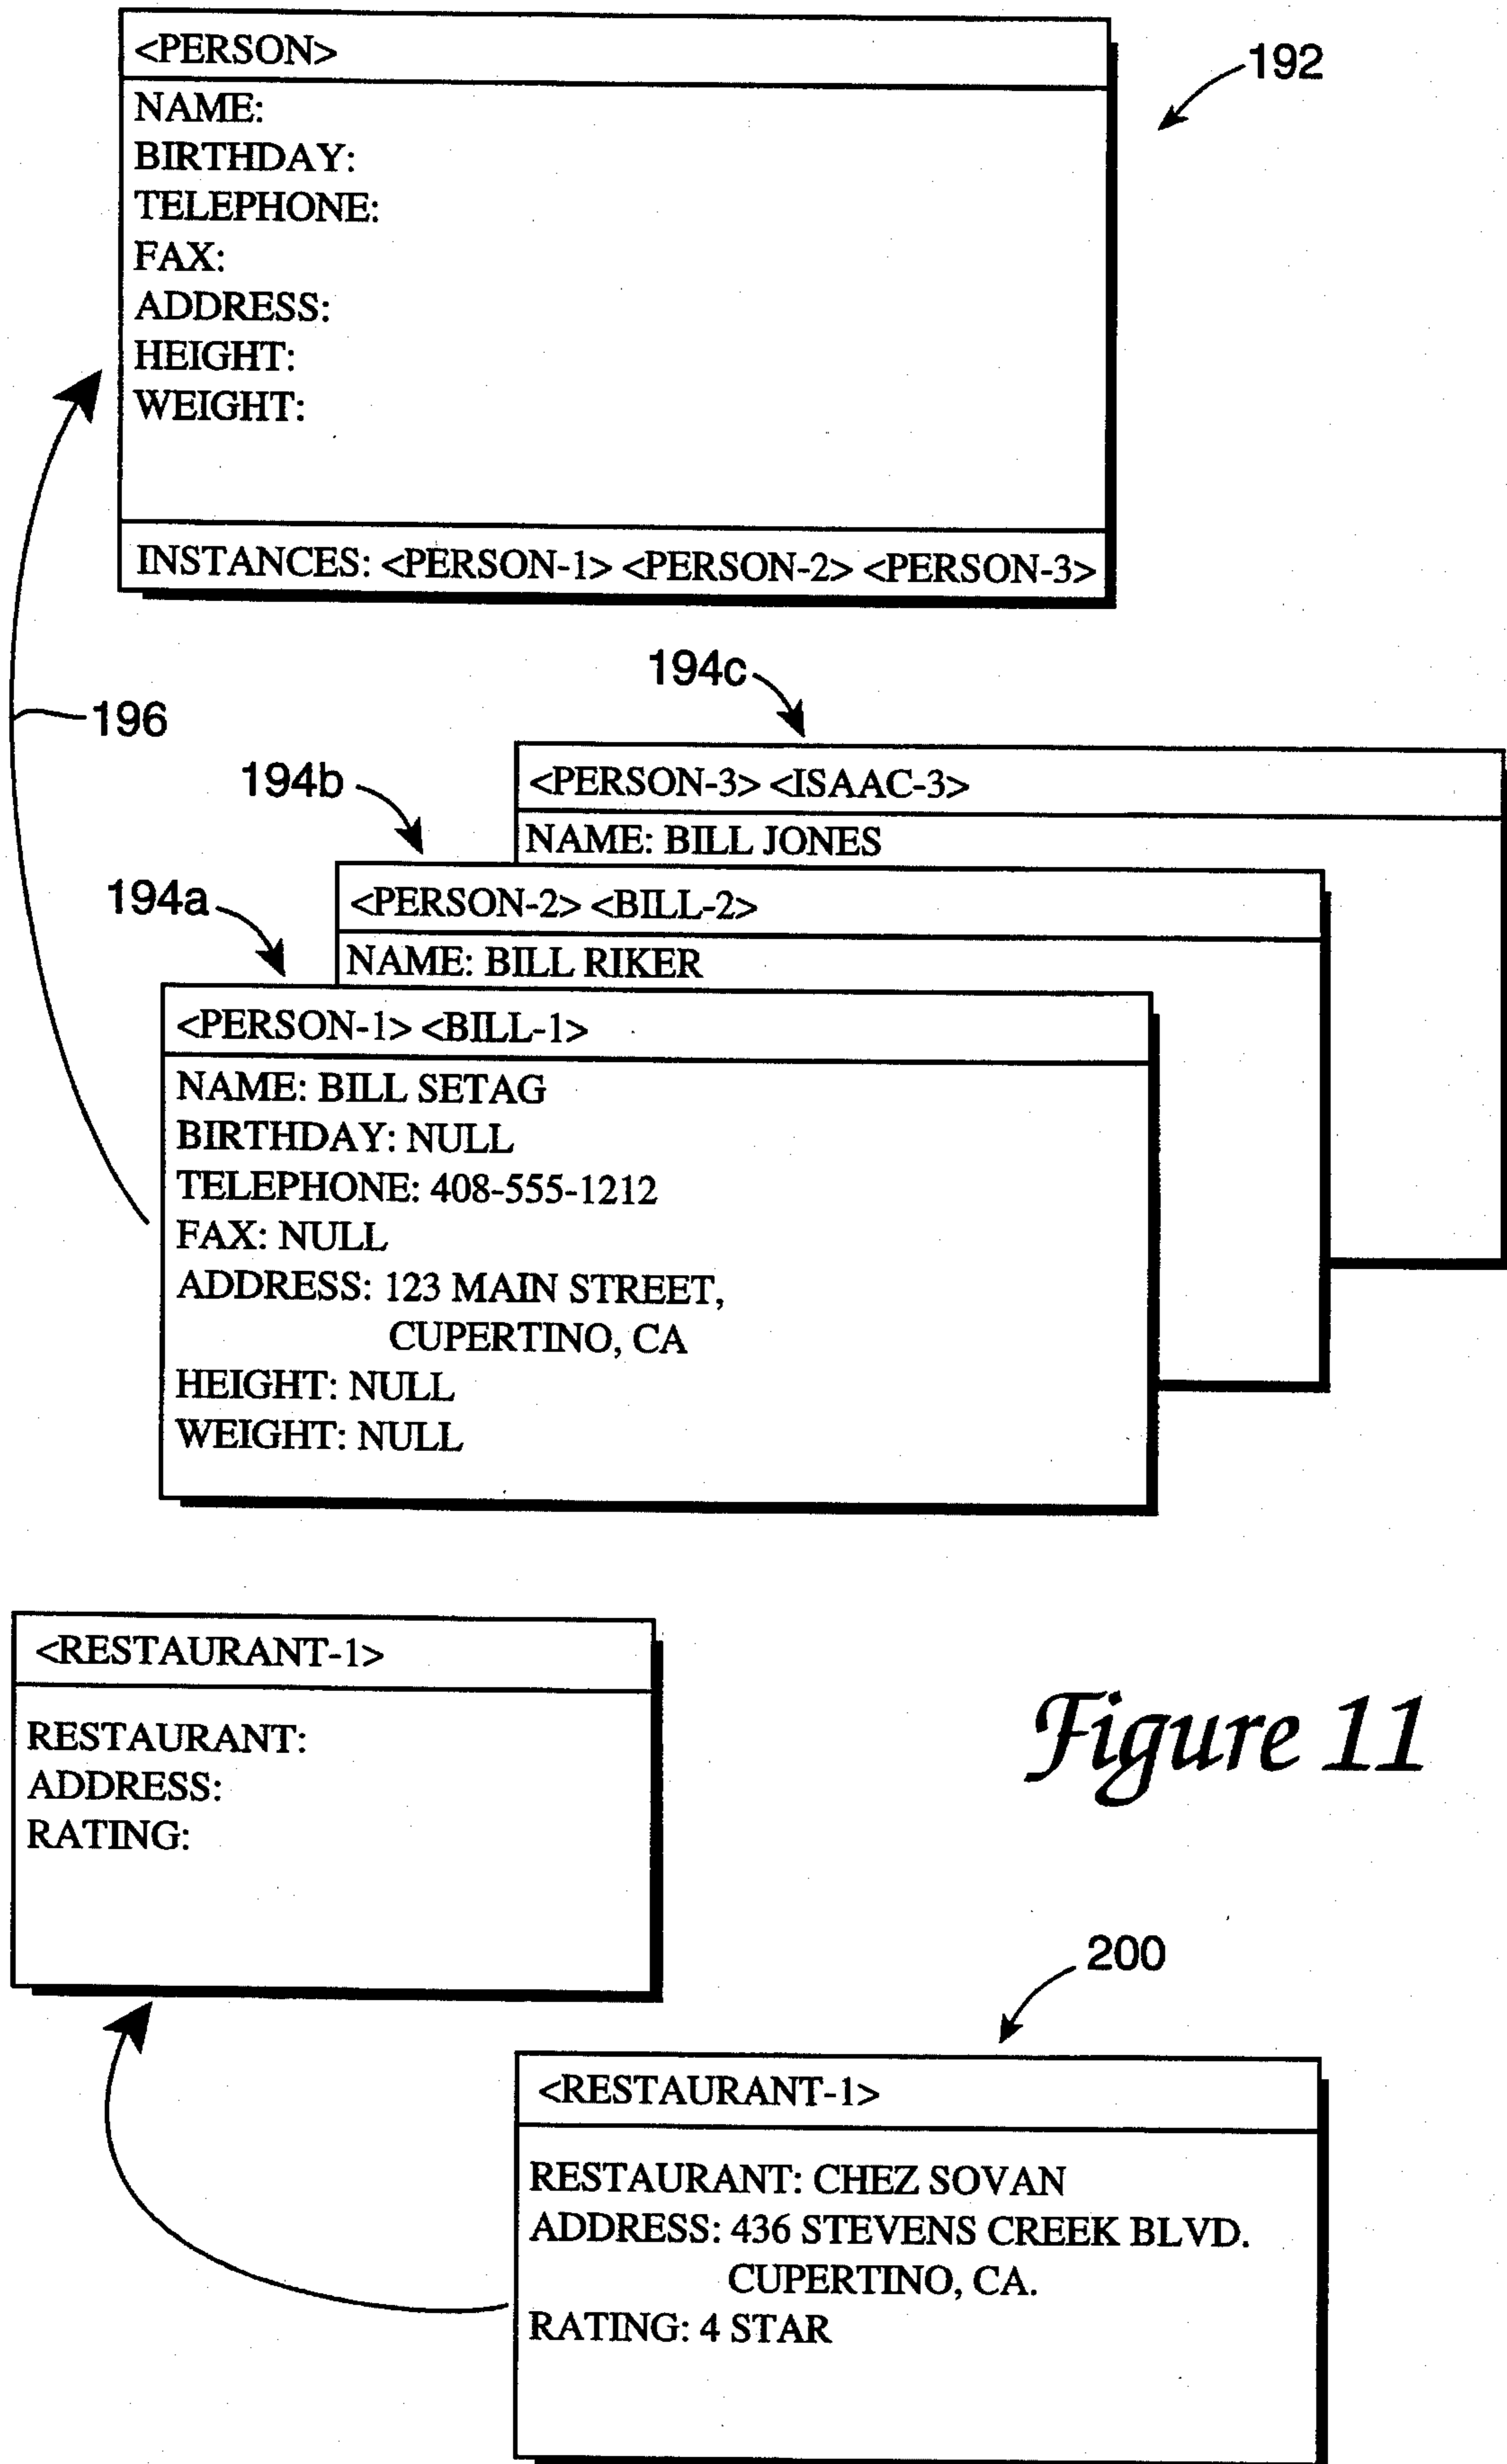 <PERSON>
192
NAME:
BIRTHDAY:
TELEPHONE:
FAX:
ADDRESS:
HEIGHT:
WEIGHT:
INSTANCES: <PERSON-1> <PERSON-2> <PERSON-3>
196
194c
<PERSON-3> <ISAAC-3>
NAME: BILL JONES
194b
<PERSON-2> <BILL-2>
NAME: BILL RIKER
194a
<PERSON-1> <BILL-1>
NAME: BILL SETAG
BIRTHDAY: NULL
TELEPHONE: 408-555-1212
FAX: NULL
ADDRESS: 123 MAIN STREET,
CUPERTINO, CA
HEIGHT: NULL
WEIGHT: NULL
<RESTAURANT-1>
RESTAURANT:
ADDRESS:
RATING:
Figure 11
200
<RESTAURANT-1>
RESTAURANT: CHEZ SOVAN
ADDRESS: 436 STEVENS CREEK BLVD.
CUPERTINO, CA.
RATING: 4 STAR